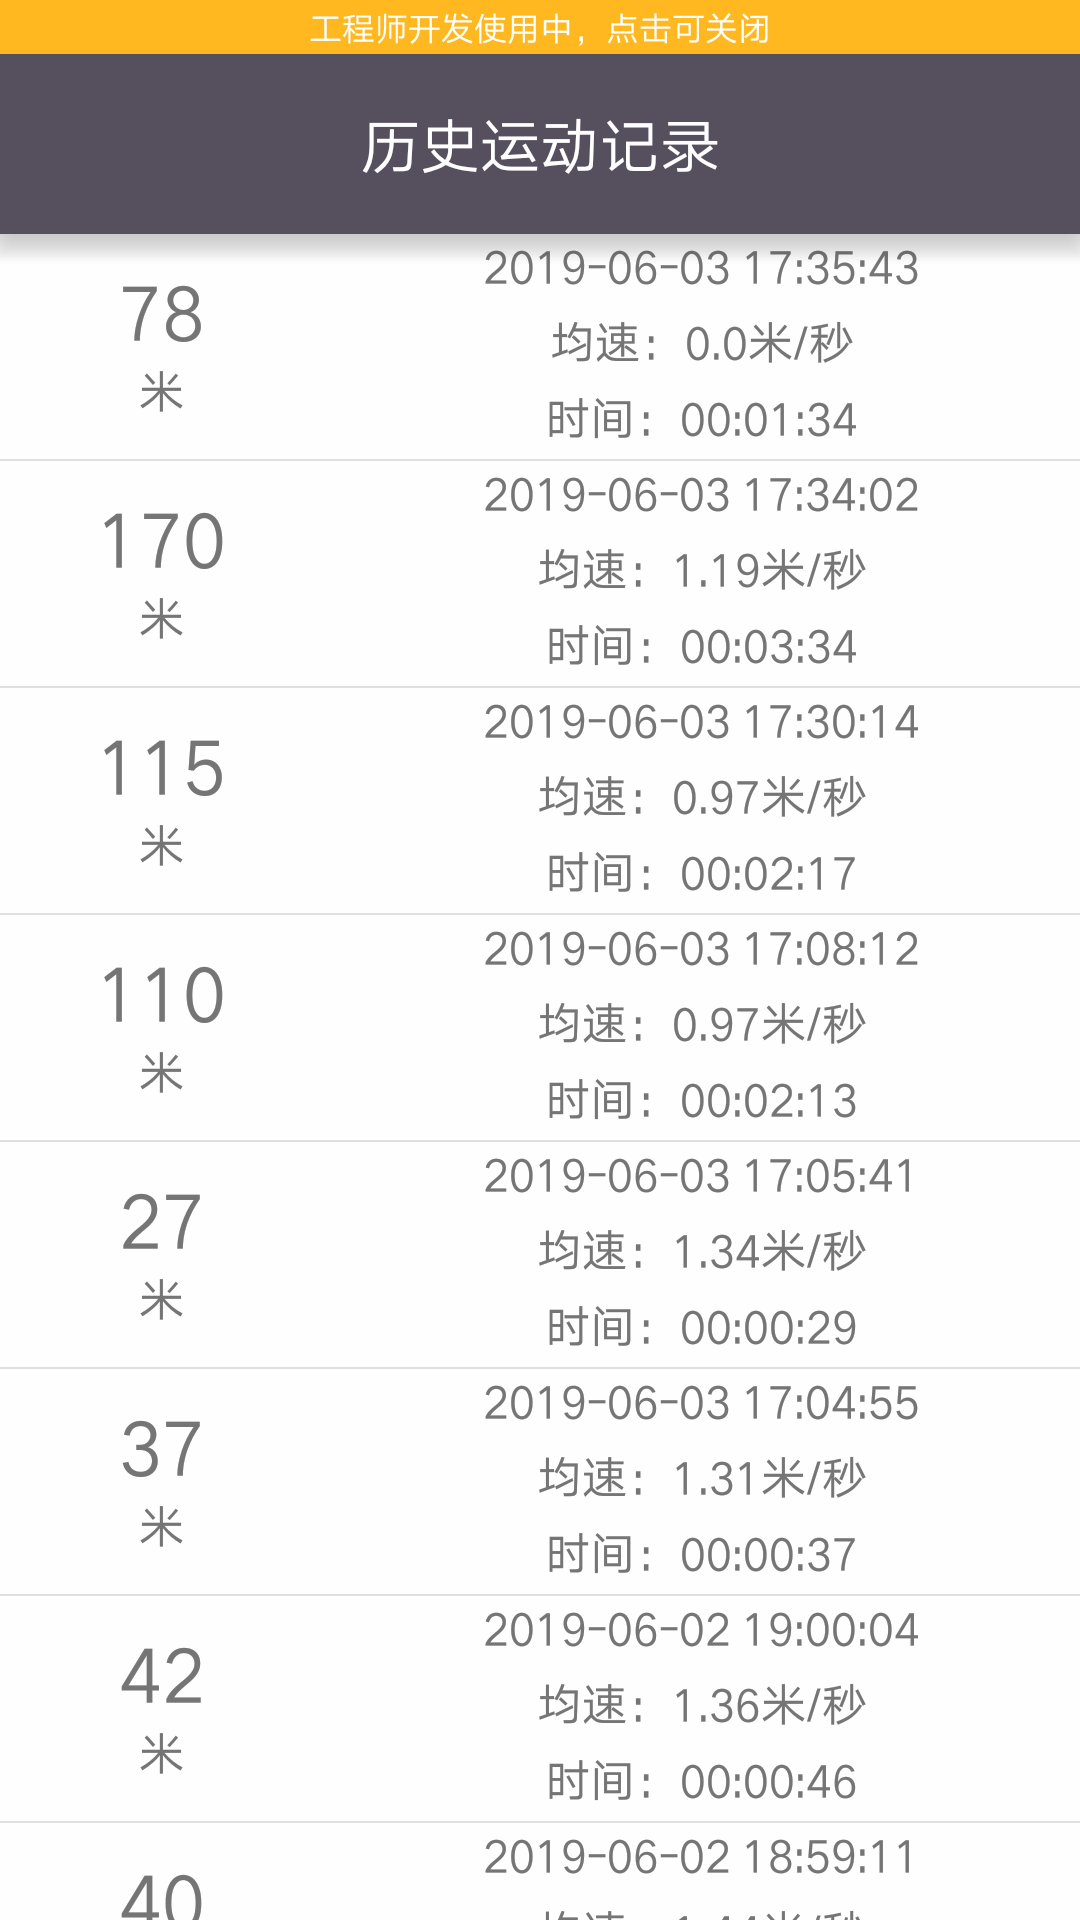 工程师开发使用中，点击可关闭
历史运动记录
78
米
2019-06-03 17:35:43
均速：0.0米/秒
时间：00:01:34
170
米
2019-06-03 17:34:02
均速：1.19米/秒
时间：00:03:34
115
米
2019-06-03 17:30:14
均速：0.97米/秒
时间：00:02:17
110
米
2019-06-03 17:08:12
均速：0.97米/秒
时间：00:02:13
27
米
2019-06-03 17:05:41
均速：1.34米/秒
时间：00:00:29
37
米
2019-06-03 17:04:55
均速：1.31米/秒
时间：00:00:37
42
米
2019-06-02 19:00:04
均速：1.36米/秒
时间：00:00:46
40
2019-06-02 18:59:11